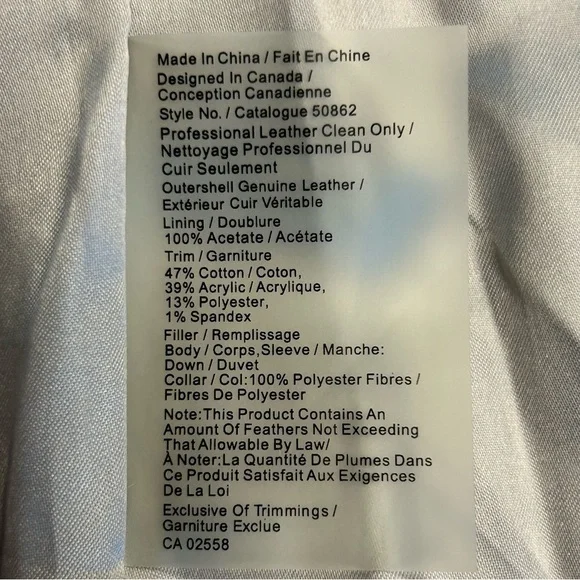 Made In China / Fait En Chine
Designed In Canada /
Conception Canadienne
Style No. / Catalogue 50862
Professional Leather Clean Only /
Nettoyage Professionnel Du
Cuir Seulement
Outershell Genuine Leather /
Extérieur Cuir Véritable
Lining / Doublure
100% Acetate / Acétate
Trim / Garniture
47% Cotton / Coton,
39% Acrylic / Acrylique,
13% Polyester,
1% Spandex
Filler / Remplissage
Body / Corps,Sleeve / Manche:
Down / Duvet
Collar / Col:100% Polyester Fibres /
Fibres De Polyester
Note:This Product Contains An
Amount Of Feathers Not Exceeding
That Allowable By Law/
À Noter:La Quantité De Plumes Dans
Ce Produit Satisfait Aux Exigences
De La Loi
Exclusive Of Trimmings /
Garniture Exclue
CA 02558